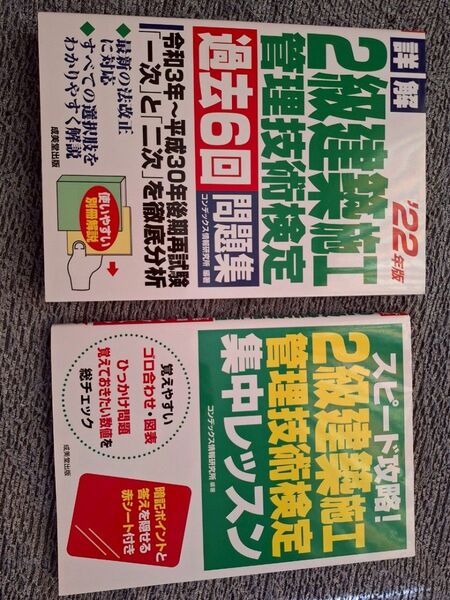 詳解
'22年版
2級建築施工
管理技術検定
過去6回
問題集
コンデックス情報研究所 編著
令和3年~平成30年後期再試験
「一次」と「二次」を徹底分析
◆最新の法改正
に対応
◆すべての選択肢を
わかりやすく解説
使いやすい
別冊解説
成美堂出版
スピード攻略!
2級建築施工
管理技術検定
集中レッスン
コンデックス情報研究所 編著
覚えやすい
ゴロ合わせ・図表
ひっかけ問題
覚えておきたい数値を
総チェック
暗記ポイントと
答えを隠せる
赤シート付き
成美堂出版